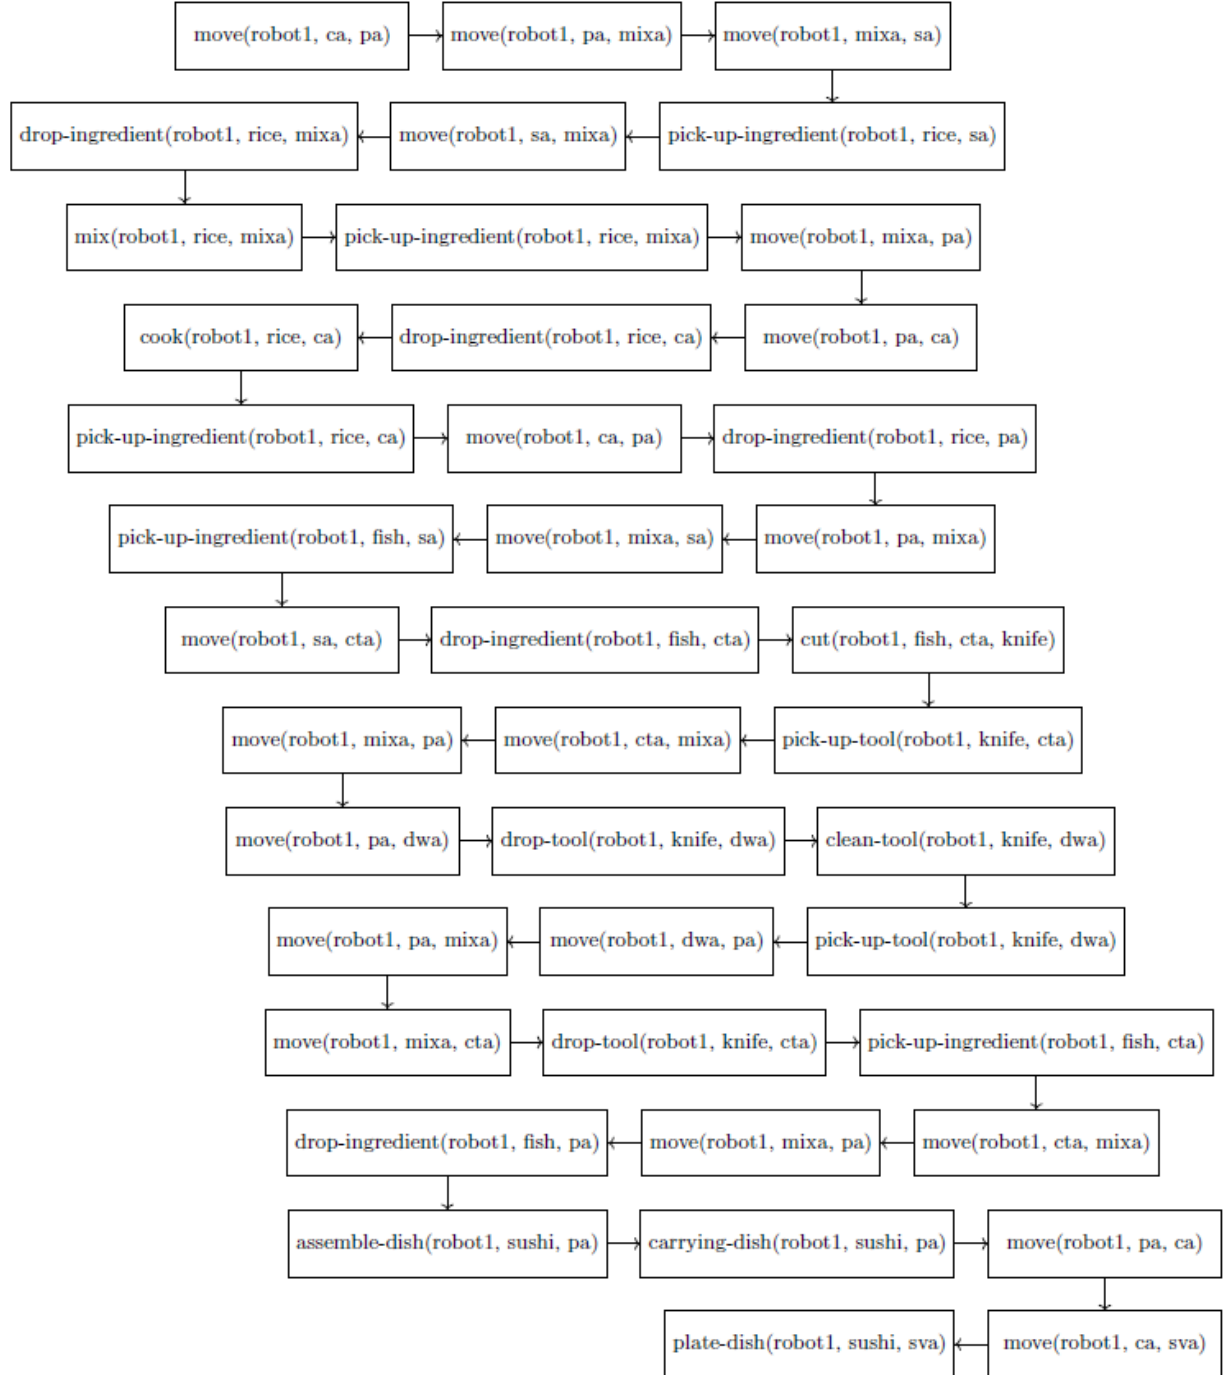 move(robot1, ca, pa) move(robot1, pa, mixa) move(robot1, mixa, sa)
drop-ingredient(robot1, rice, mixa) move(robot1, sa, mixa) pick-up-ingredient(robot1, rice, sa)
mix(robot1, rice, mixa) pick-up-ingredient(robot1, rice, mixa) move(robot1, mixa, pa)
cook(robot1, rice, ca) drop-ingredient(robot1, rice, ca) move(robot1, pa, ca)
pick-up-ingredient(robot1, rice, ca) move(robot1, ca, pa) drop-ingredient(robot1, rice, pa)
pick-up-ingredient(robot1, fish, sa) move(robot1, mixa, sa) move(robot1, pa, mixa)
move(robot1, sa, cta) drop-ingredient(robot1, fish, cta) cut(robot1, fish, cta, knife)
move(robot1, mixa, pa) move(robot1, cta, mixa) pick-up-tool(robot1, knife, cta)
move(robot1, pa, dwa) drop-tool(robot1, knife, dwa) clean-tool(robot1, knife, dwa)
move(robot1, pa, mixa) move(robot1, dwa, pa) pick-up-tool(robot1, knife, dwa)
move(robot1, mixa, cta) drop-tool(robot1, knife, cta) pick-up-ingredient(robot1, fish, cta)
drop-ingredient(robot1, fish, pa) move(robot1, mixa, pa) move(robot1, cta, mixa)
assemble-dish(robot1, sushi, pa) carrying-dish(robot1, sushi, pa) move(robot1, pa, ca)
plate-dish(robot1, sushi, sva) move(robot1, ca, sva)